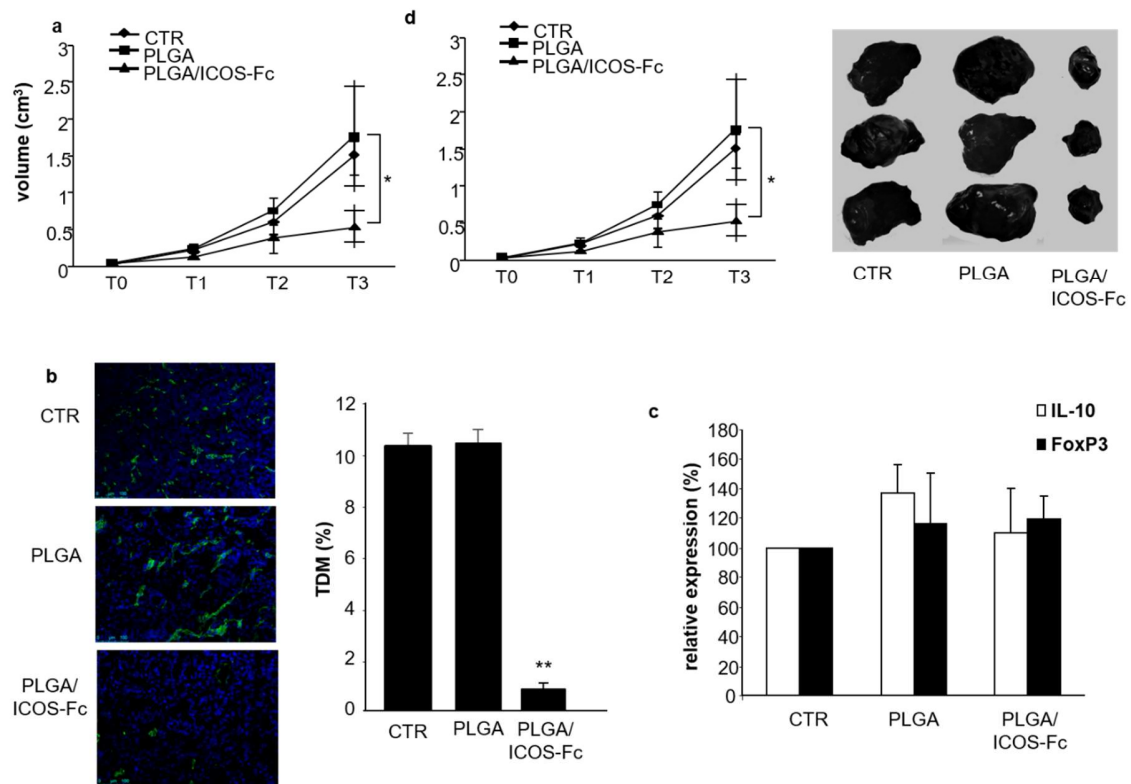 a
CTR
PLGA
PLGA/ICOS-Fc
volume (cm³)
3
2.5
2
1.5
1
0.5
0
*
T0 T1 T2 T3
d
CTR
PLGA
PLGA/ICOS-Fc
3
2.5
2
1.5
1
0.5
0
*
T0 T1 T2 T3
CTR PLGA PLGA/
ICOS-Fc
b
CTR
PLGA
PLGA/
ICOS-Fc
TDM (%)
12
10
8
6
4
2
0
**
CTR PLGA PLGA/
ICOS-Fc
c
IL-10
FoxP3
relative expression (%)
180
160
140
120
100
80
60
40
20
0
CTR PLGA PLGA/
ICOS-Fc